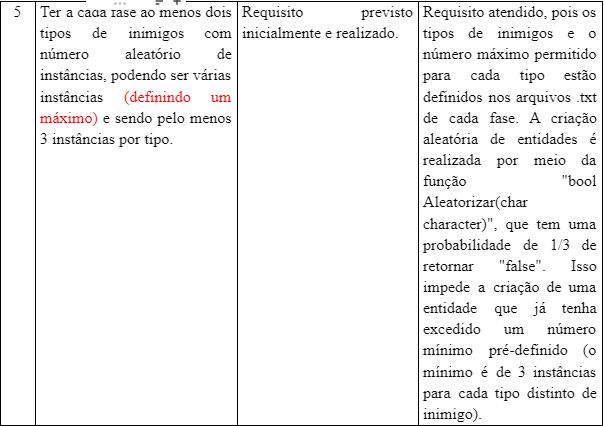 5
Ter a cada fase ao menos dois
tipos de inimigos com
número aleatório de
instâncias, podendo ser várias
instâncias (definindo um
máximo) e sendo pelo menos
3 instâncias por tipo.
Requisito previsto
inicialmente e realizado.
Requisito atendido, pois os
tipos de inimigos e o
número máximo permitido
para cada tipo estão
definidos nos arquivos .txt
de cada fase. A criação
aleatória de entidades é
realizada por meio da
função "bool
Aleatorizar(char
character)", que tem uma
probabilidade de 1/3 de
retornar "false". Isso
impede a criação de uma
entidade que já tenha
excedido um número
mínimo pré-definido (o
mínimo é de 3 instâncias
para cada tipo distinto de
inimigo).